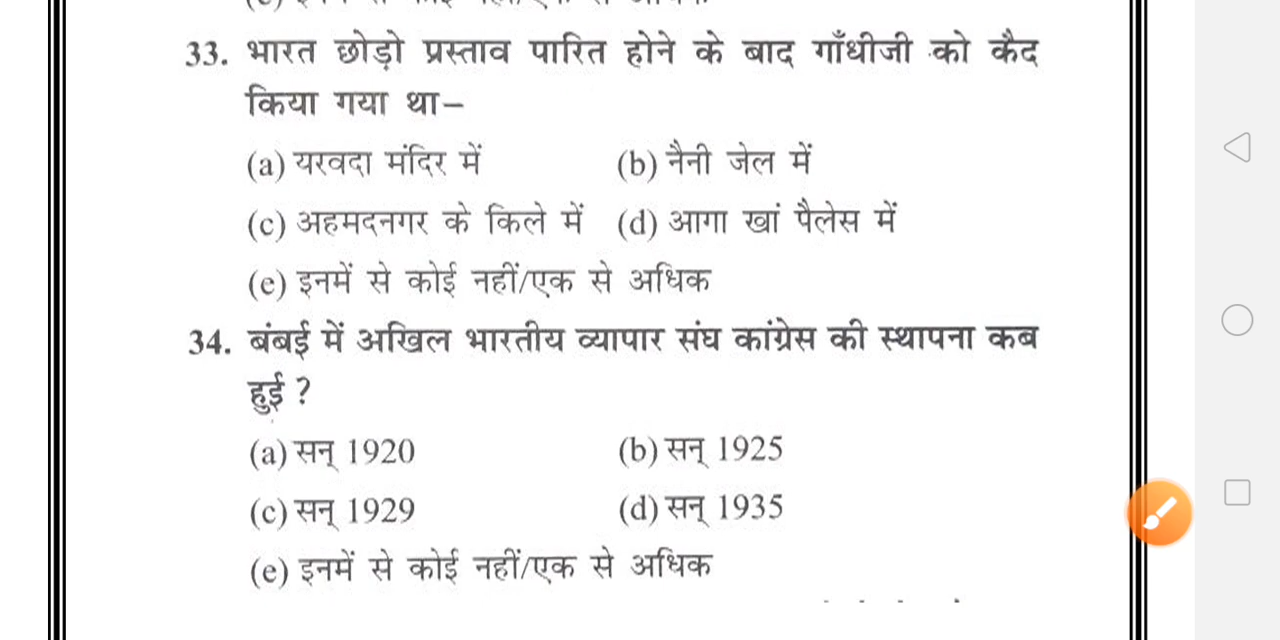 33. भारत छोड़ो प्रस्ताव पारित होने के बाद गाँधीजी को कैद
किया गया था–
(a) यरवदा मंदिर में (b) नैनी जेल में
(c) अहमदनगर के किले में (d) आगा खां पैलेस में
(e) इनमें से कोई नहीं/एक से अधिक
34. बंबई में अखिल भारतीय व्यापार संघ कांग्रेस की स्थापना कब
हुई ?
(a) सन् 1920 (b) सन् 1925
(c) सन् 1929 (d) सन् 1935
(e) इनमें से कोई नहीं/एक से अधिक